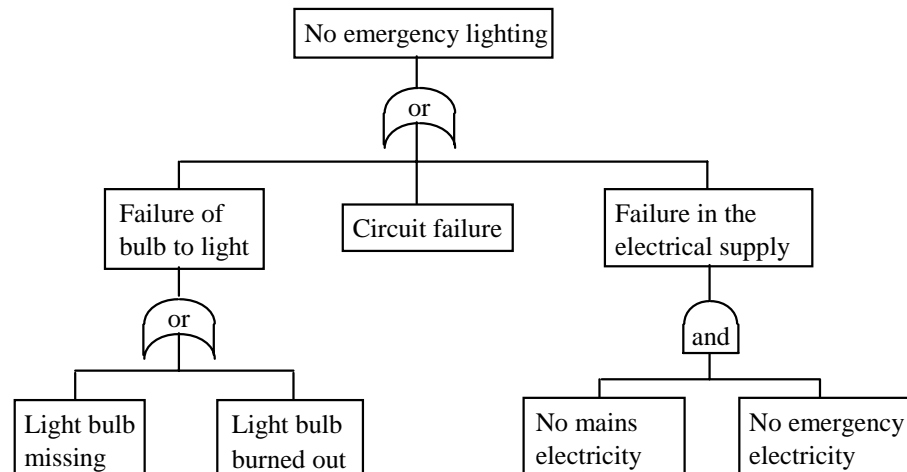 No emergency lighting
or
Failure of
bulb to light
Circuit failure
Failure in the
electrical supply
or
and
Light bulb
missing
Light bulb
burned out
No mains
electricity
No emergency
electricity